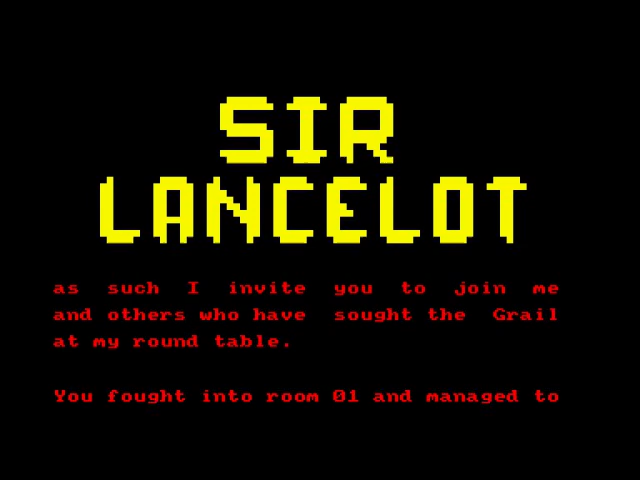 SIR
LANCELOT
as such I invite you to join me
and others who have sought the Grail
at my round table.
You fought into room 01 and managed to